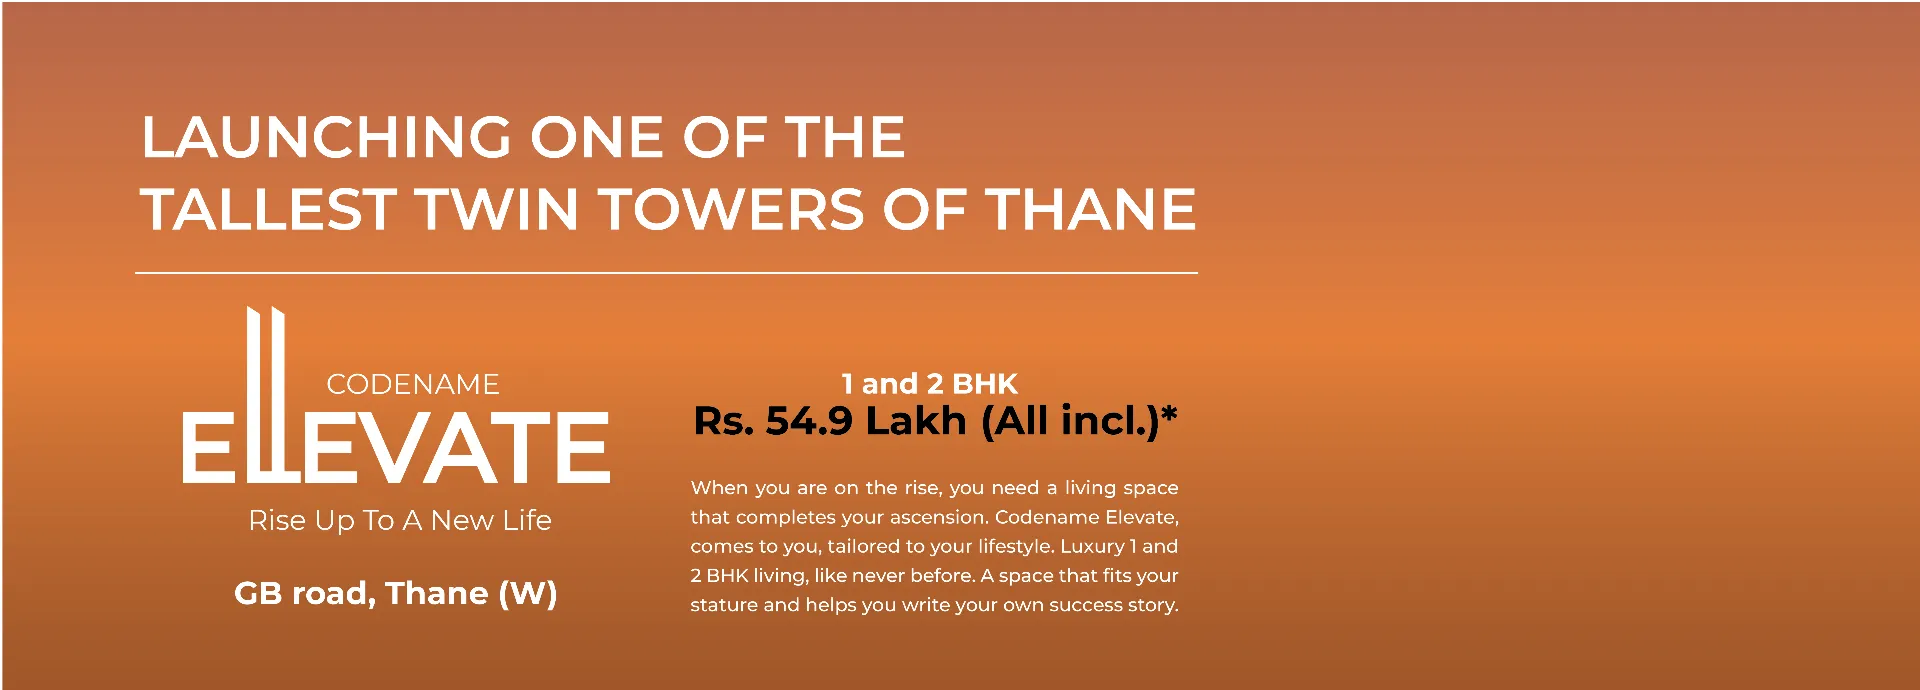 LAUNCHING ONE OF THE
TALLEST TWIN TOWERS OF THANE
CODENAME
ELLEVATE
Rise Up To A New Life
GB road, Thane (W)
1 and 2 BHK
Rs. 54.9 Lakh (All incl.)*
When you are on the rise, you need a living space
that completes your ascension. Codename Elevate,
comes to you, tailored to your lifestyle. Luxury 1 and
2 BHK living, like never before. A space that fits your
stature and helps you write your own success story.